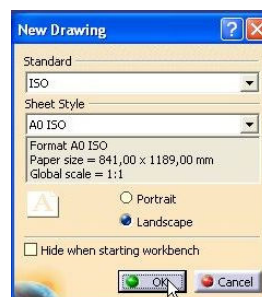 New Drawing
Standard
ISO
Sheet Style
A0 ISO
Format A0 ISO
Paper size = 841,00 x 1189,00 mm
Global scale = 1:1
A
Portrait
Landscape
Hide when starting workbench
OK
Cancel